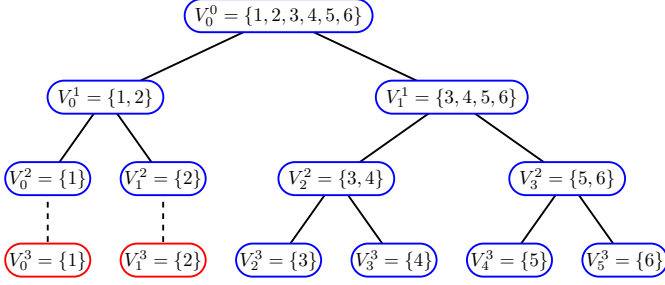 V_0^0 = {1, 2, 3, 4, 5, 6}
V_0^1 = {1, 2} V_1^1 = {3, 4, 5, 6}
V_0^2 = {1} V_1^2 = {2} V_2^2 = {3, 4} V_3^2 = {5, 6}
V_0^3 = {1} V_1^3 = {2} V_2^3 = {3} V_3^3 = {4} V_4^3 = {5} V_5^3 = {6}